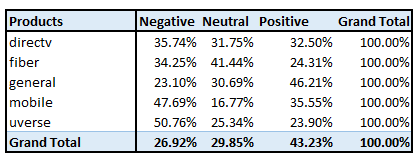 Products Negative Neutral Positive Grand Total
directv 35.74% 31.75% 32.50% 100.00%
fiber 34.25% 41.44% 24.31% 100.00%
general 23.10% 30.69% 46.21% 100.00%
mobile 47.69% 16.77% 35.55% 100.00%
uverse 50.76% 25.34% 23.90% 100.00%
Grand Total 26.92% 29.85% 43.23% 100.00%